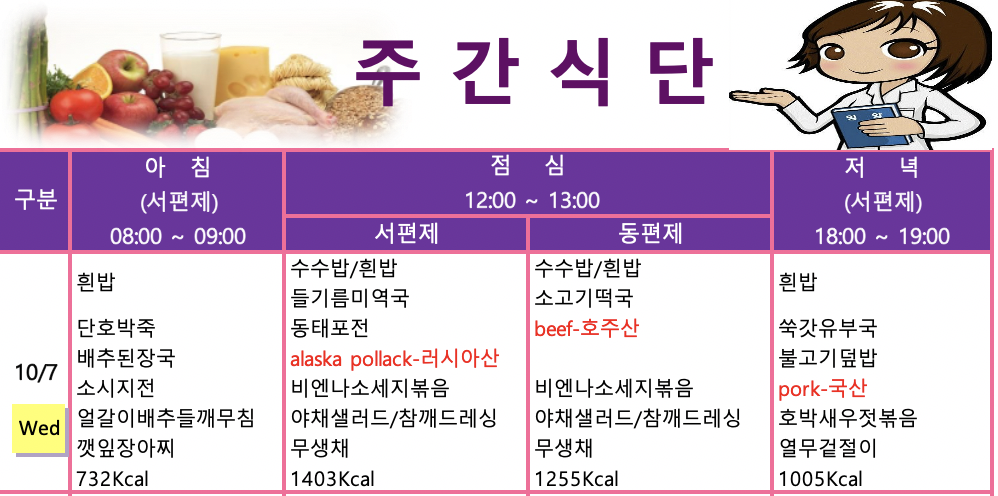 주간식단
구분
아 침
(서편제)
08:00 ~ 09:00
점 심
12:00 ~ 13:00
서편제
동편제
저 녁
(서편제)
18:00 ~ 19:00
10/7
Wed
흰밥
단호박죽
배추된장국
소시지전
얼갈이배추들깨무침
깻잎장아찌
732Kcal
수수밥/흰밥
들기름미역국
동태포전
alaska pollack-러시아산
비엔나소세지볶음
야채샐러드/참깨드레싱
무생채
1403Kcal
수수밥/흰밥
소고기떡국
beef-호주산
비엔나소세지볶음
야채샐러드/참깨드레싱
무생채
1255Kcal
흰밥
쑥갓유부국
불고기덮밥
pork-국산
호박새우젓볶음
열무겉절이
1005Kcal